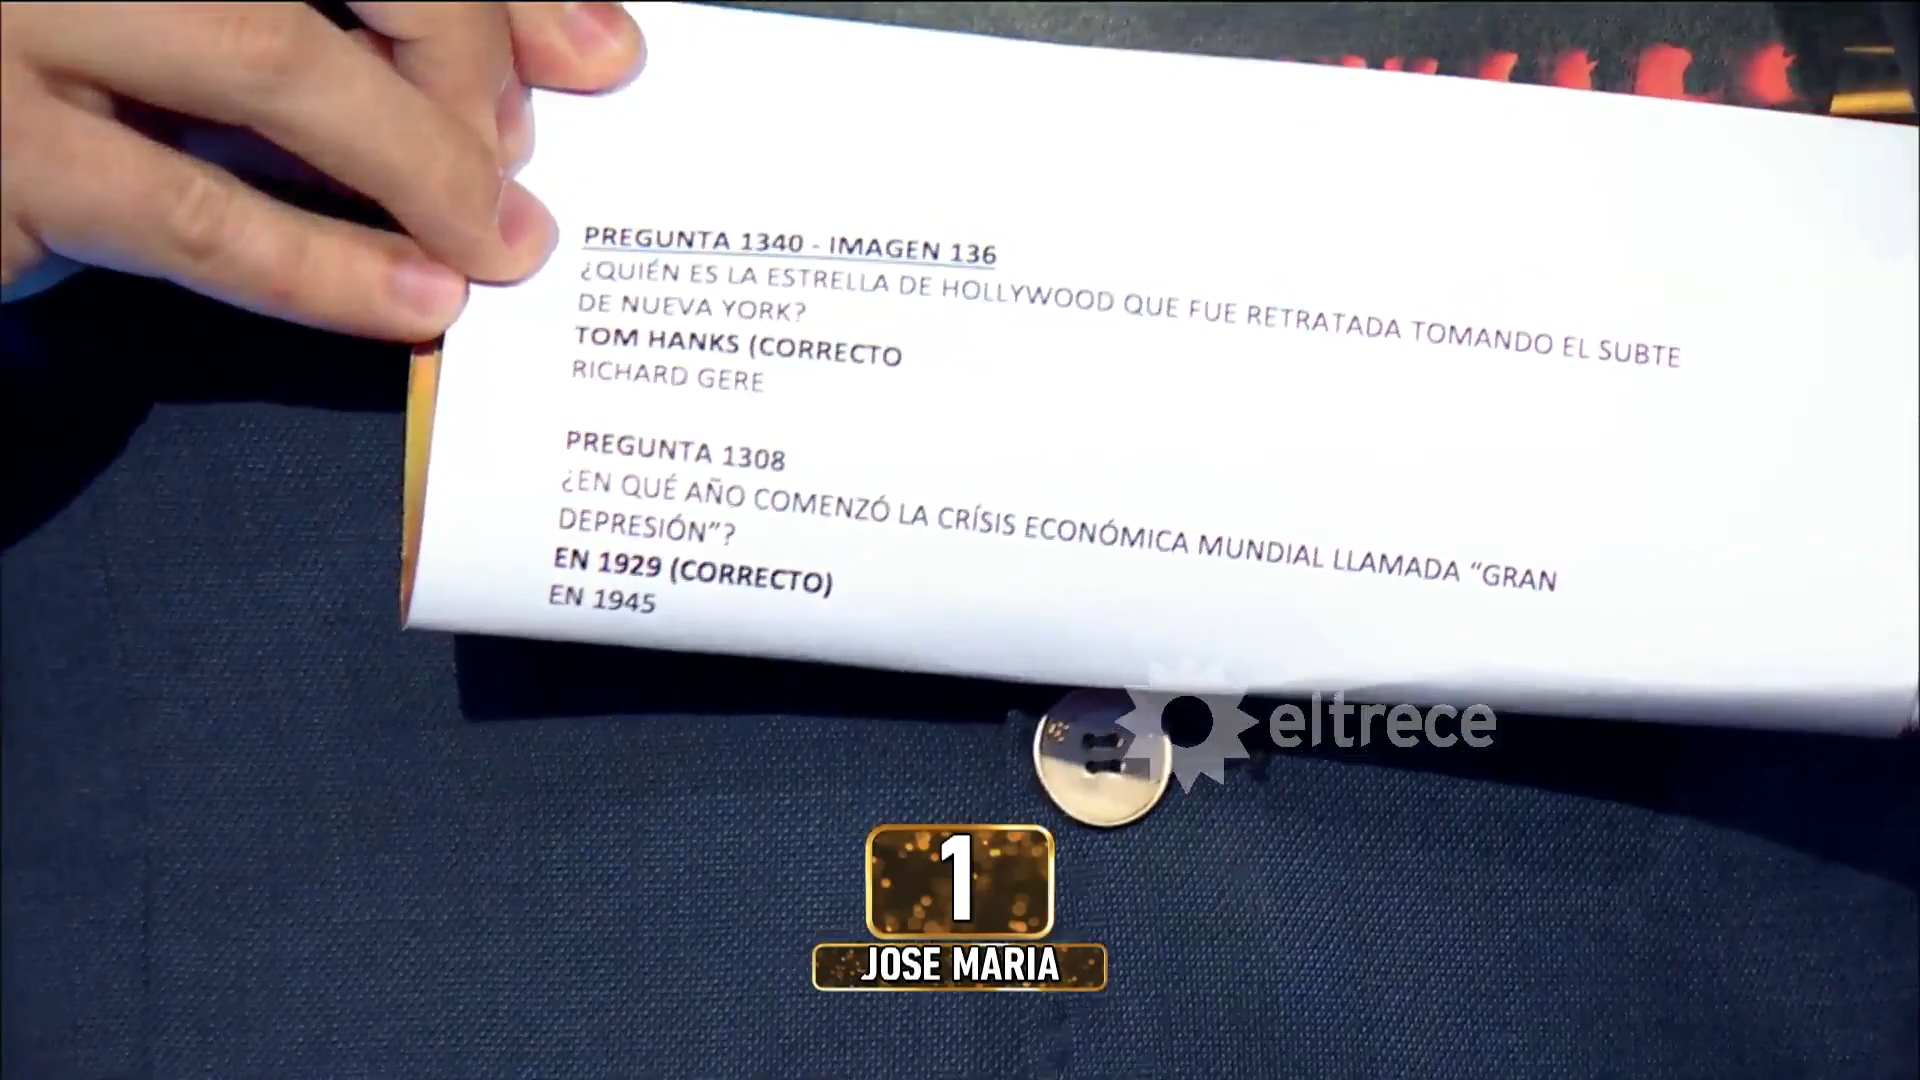 PREGUNTA 1340 - IMAGEN 136
¿QUIÉN ES LA ESTRELLA DE HOLLYWOOD QUE FUE RETRATADA TOMANDO EL SUBTE
DE NUEVA YORK?
TOM HANKS (CORRECTO
RICHARD GERE
PREGUNTA 1308
¿EN QUÉ AÑO COMENZÓ LA CRÍSIS ECONÓMICA MUNDIAL LLAMADA “GRAN
DEPRESIÓN”?
EN 1929 (CORRECTO)
EN 1945
eltrece
1
JOSE MARIA